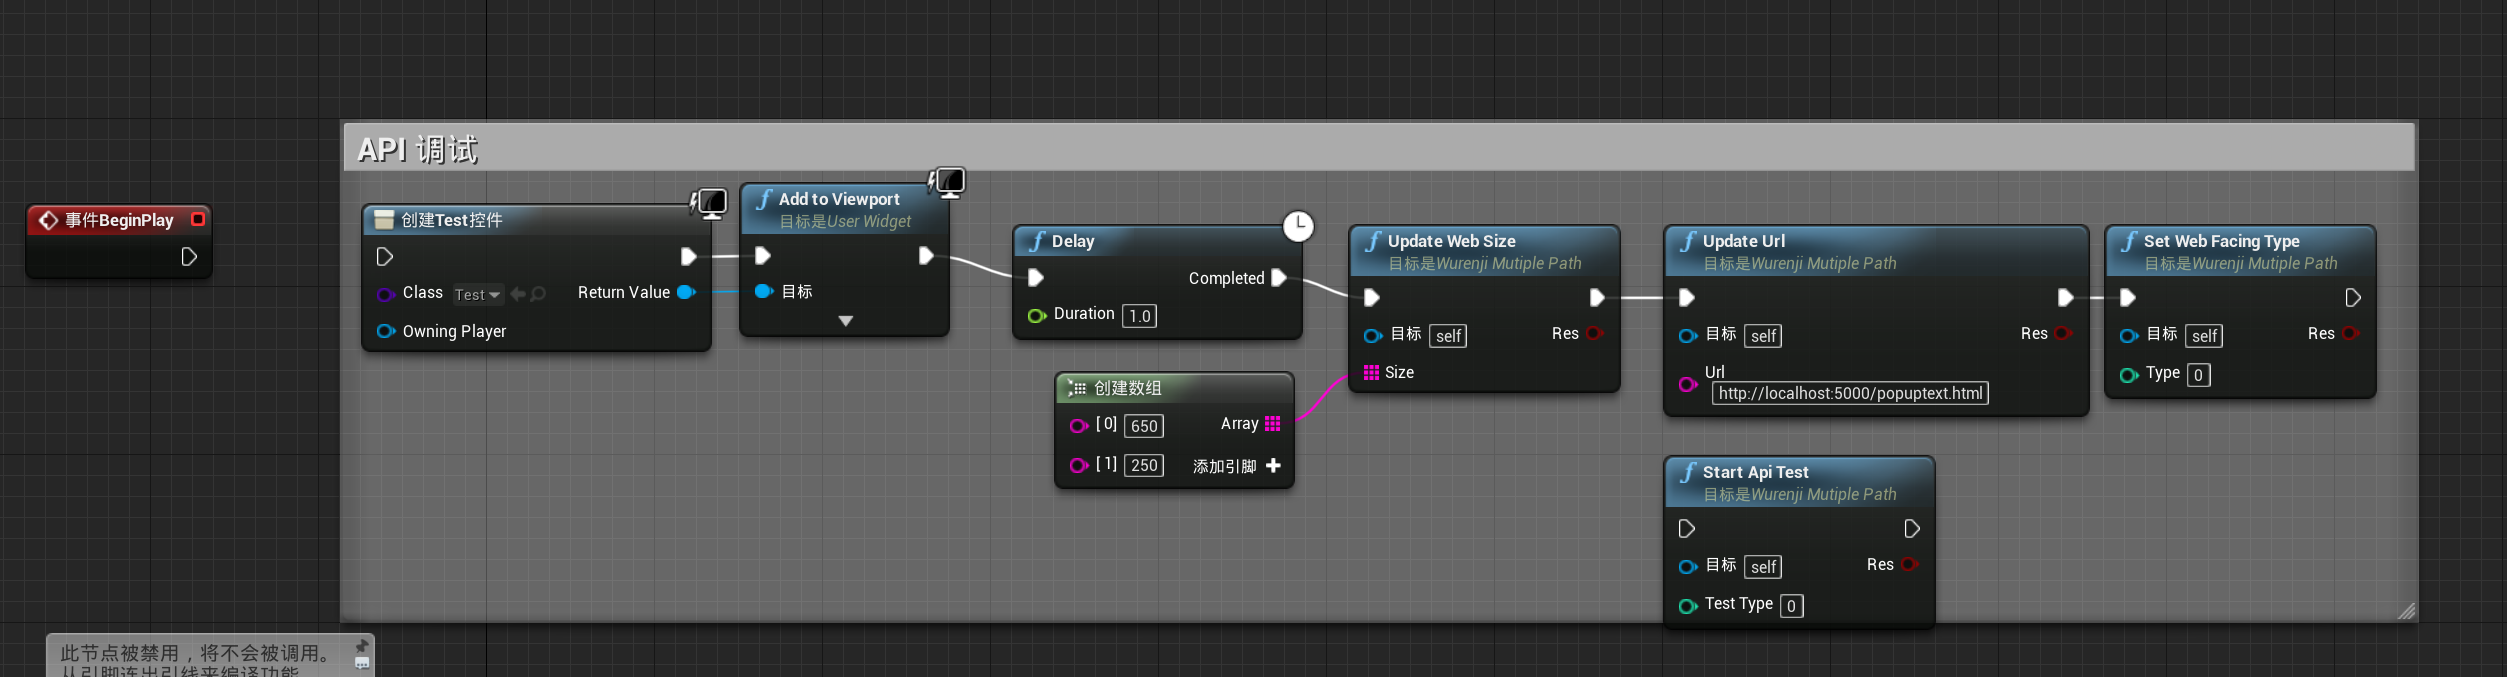 API 调试
事件BeginPlay
创建Test控件
Class Test
Return Value
Owning Player
Add to Viewport
目标是User Widget
目标
Delay
Completed
Duration 1.0
创建数组
[0] 650
Array
[1] 250
添加引脚
Update Web Size
目标是Wurenji Mutiple Path
目标 self
Res
Size
Update Url
目标是Wurenji Mutiple Path
目标 self
Res
Url
http://localhost:5000/popuptext.html
Set Web Facing Type
目标是Wurenji Mutiple Path
目标 self
Res
Type 0
Start Api Test
目标是Wurenji Mutiple Path
目标 self
Res
Test Type 0
此节点被禁用，将不会被调用。
从引脚连出引线来编译功能